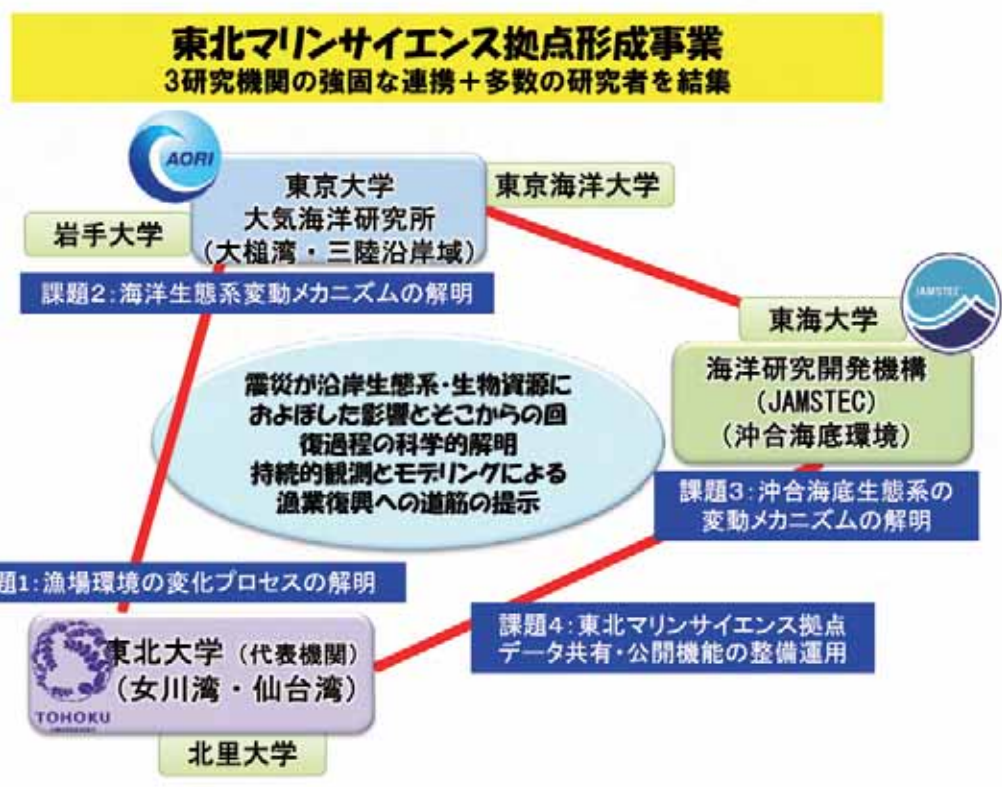 東北マリンサイエンス拠点形成事業
3研究機関の強固な連携＋多数の研究者を結集
AORI
東京大学
大気海洋研究所
（大槌湾・三陸沿岸域）
東京海洋大学
岩手大学
課題2：海洋生態系変動メカニズムの解明
JAMSTEC
東海大学
海洋研究開発機構
（JAMSTEC）
（沖合海底環境）
震災が沿岸生態系・生物資源に
およぼした影響とそこからの回
復過程の科学的解明
持続的観測とモデリングによる
漁業復興への道筋の提示
課題3：沖合海底生態系の
変動メカニズムの解明
題1：漁場環境の変化プロセスの解明
課題4：東北マリンサイエンス拠点
データ共有・公開機能の整備運用
東北大学（代表機関）
（女川湾・仙台湾）
TOHOKU
北里大学